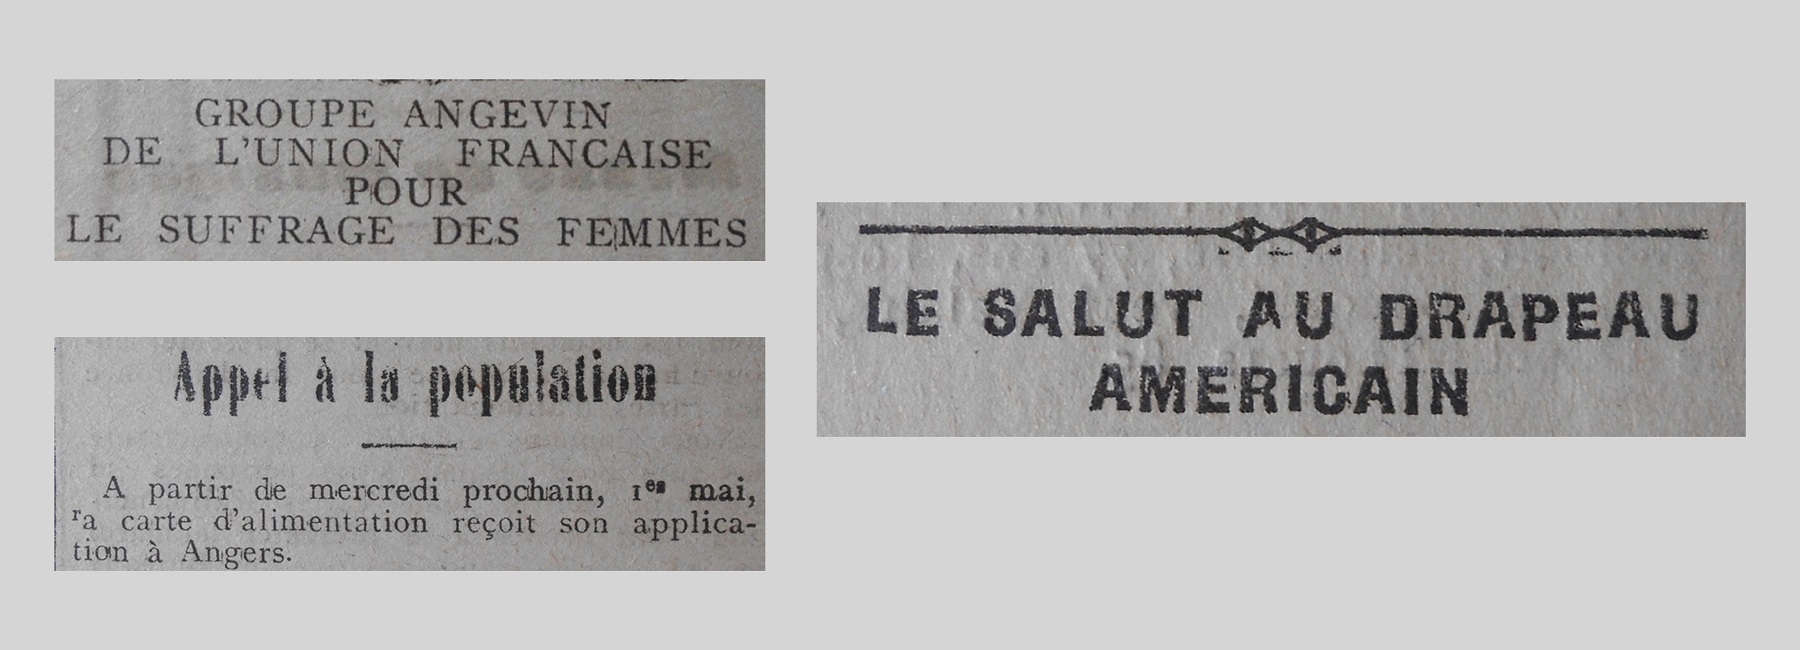 GROUPE ANGEVIN
DE L'UNION FRANCAISE
POUR
LE SUFFRAGE DES FEMMES
Appel à la population
A partir de mercredi prochain, 1er mai,
ra carte d'alimentation reçoit son applica-
tion à Angers.
LE SALUT AU DRAPEAU
AMERICAIN